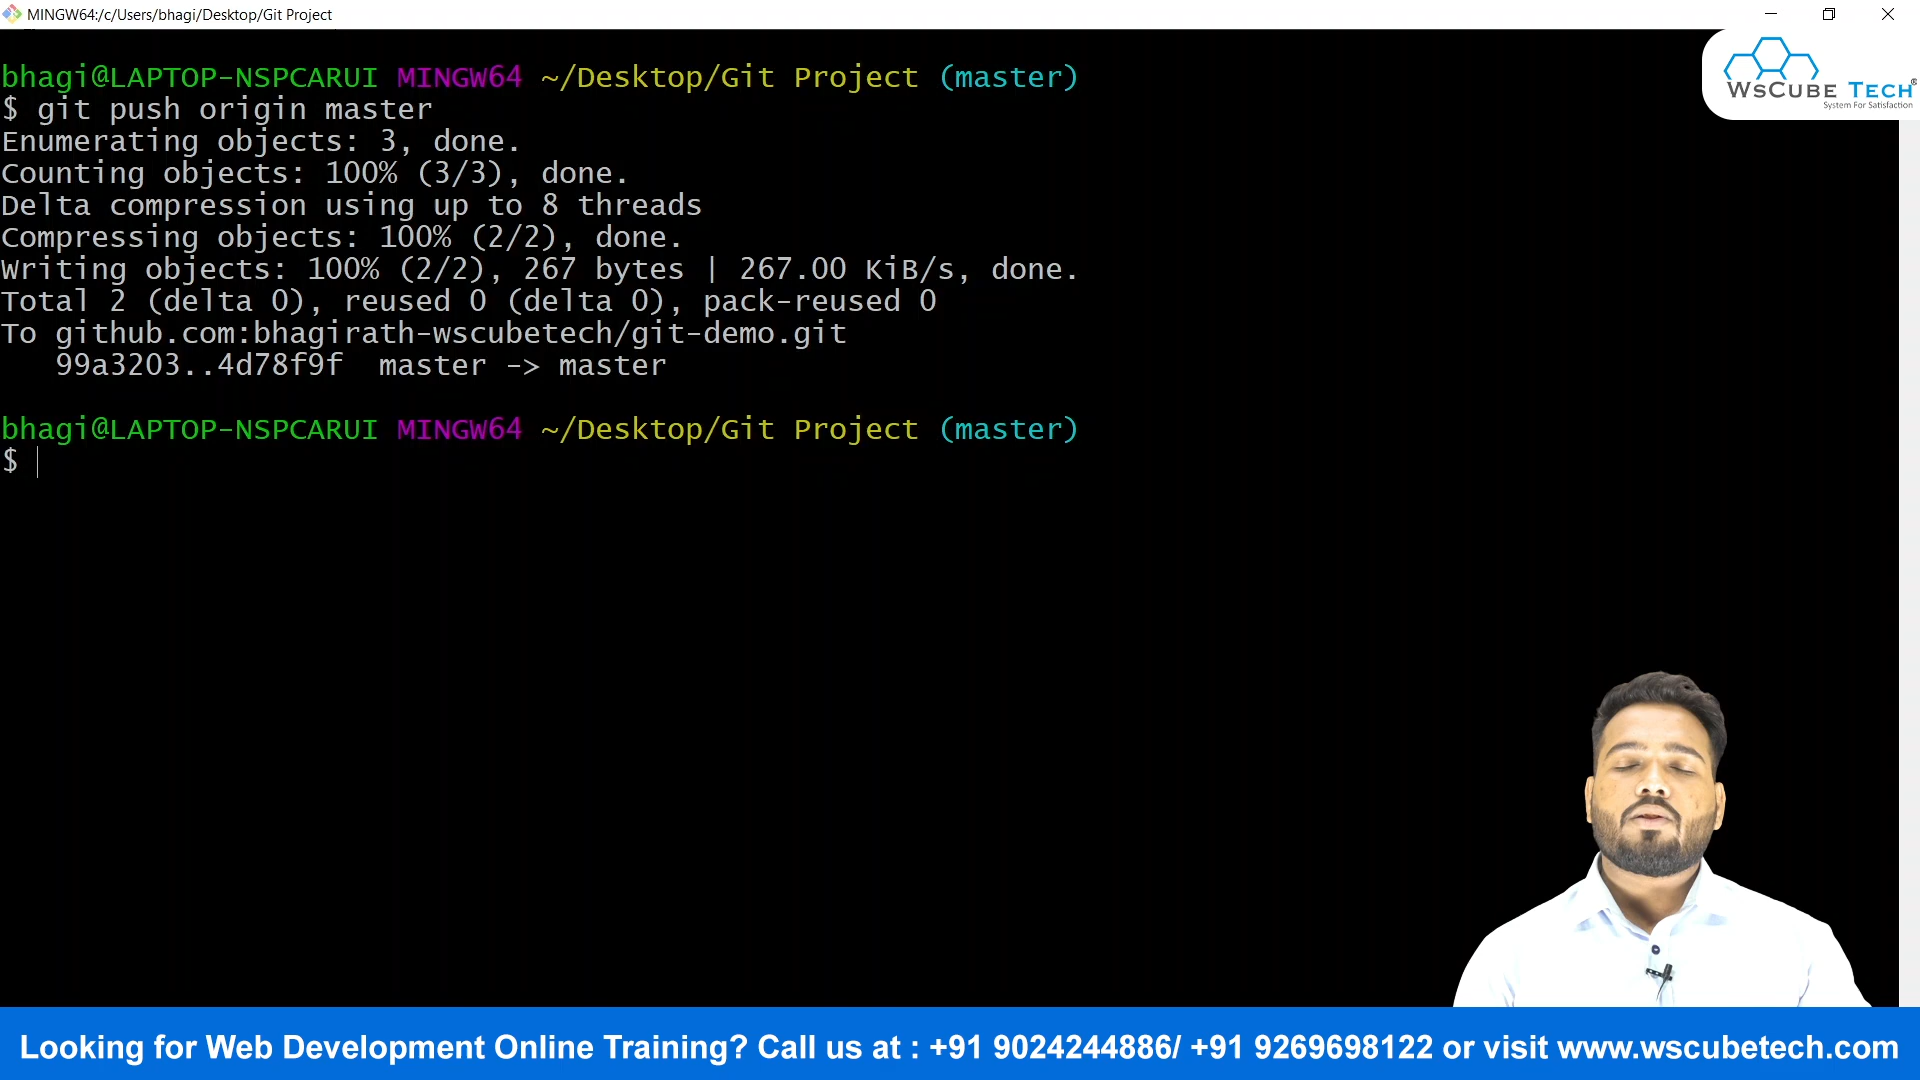 MINGW64:/c/Users/bhagi/Desktop/Git Project
WsCube Tech®
System For Satisfaction
bhagi@LAPTOP-NSPCARUI MINGW64 ~/Desktop/Git Project (master)
$ git push origin master
Enumerating objects: 3, done.
Counting objects: 100% (3/3), done.
Delta compression using up to 8 threads
Compressing objects: 100% (2/2), done.
Writing objects: 100% (2/2), 267 bytes | 267.00 KiB/s, done.
Total 2 (delta 0), reused 0 (delta 0), pack-reused 0
To github.com:bhagirath-wscubetech/git-demo.git
   99a3203..4d78f9f  master -> master
bhagi@LAPTOP-NSPCARUI MINGW64 ~/Desktop/Git Project (master)
$
Looking for Web Development Online Training? Call us at : +91 9024244886/ +91 9269698122 or visit www.wscubetech.com